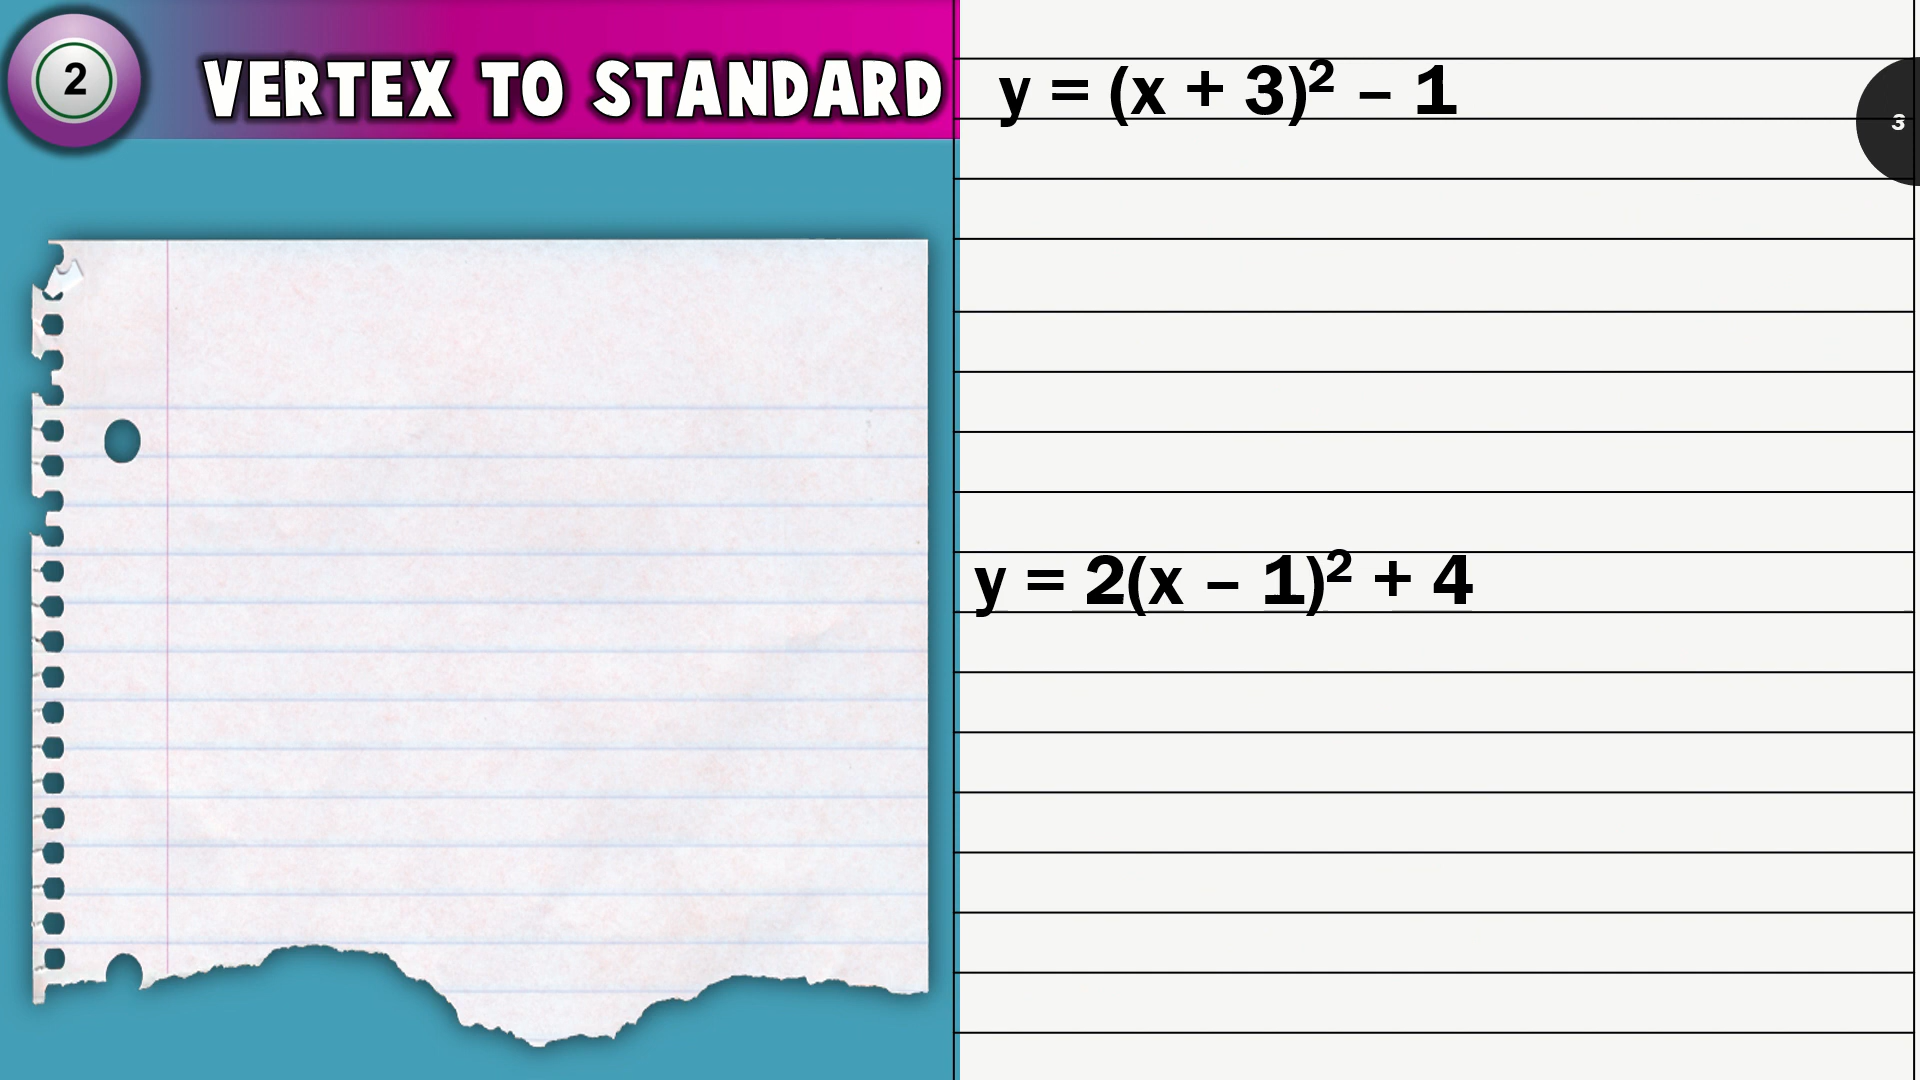 2
VERTEX TO STANDARD
y = (x + 3)² – 1
3
y = 2(x – 1)² + 4